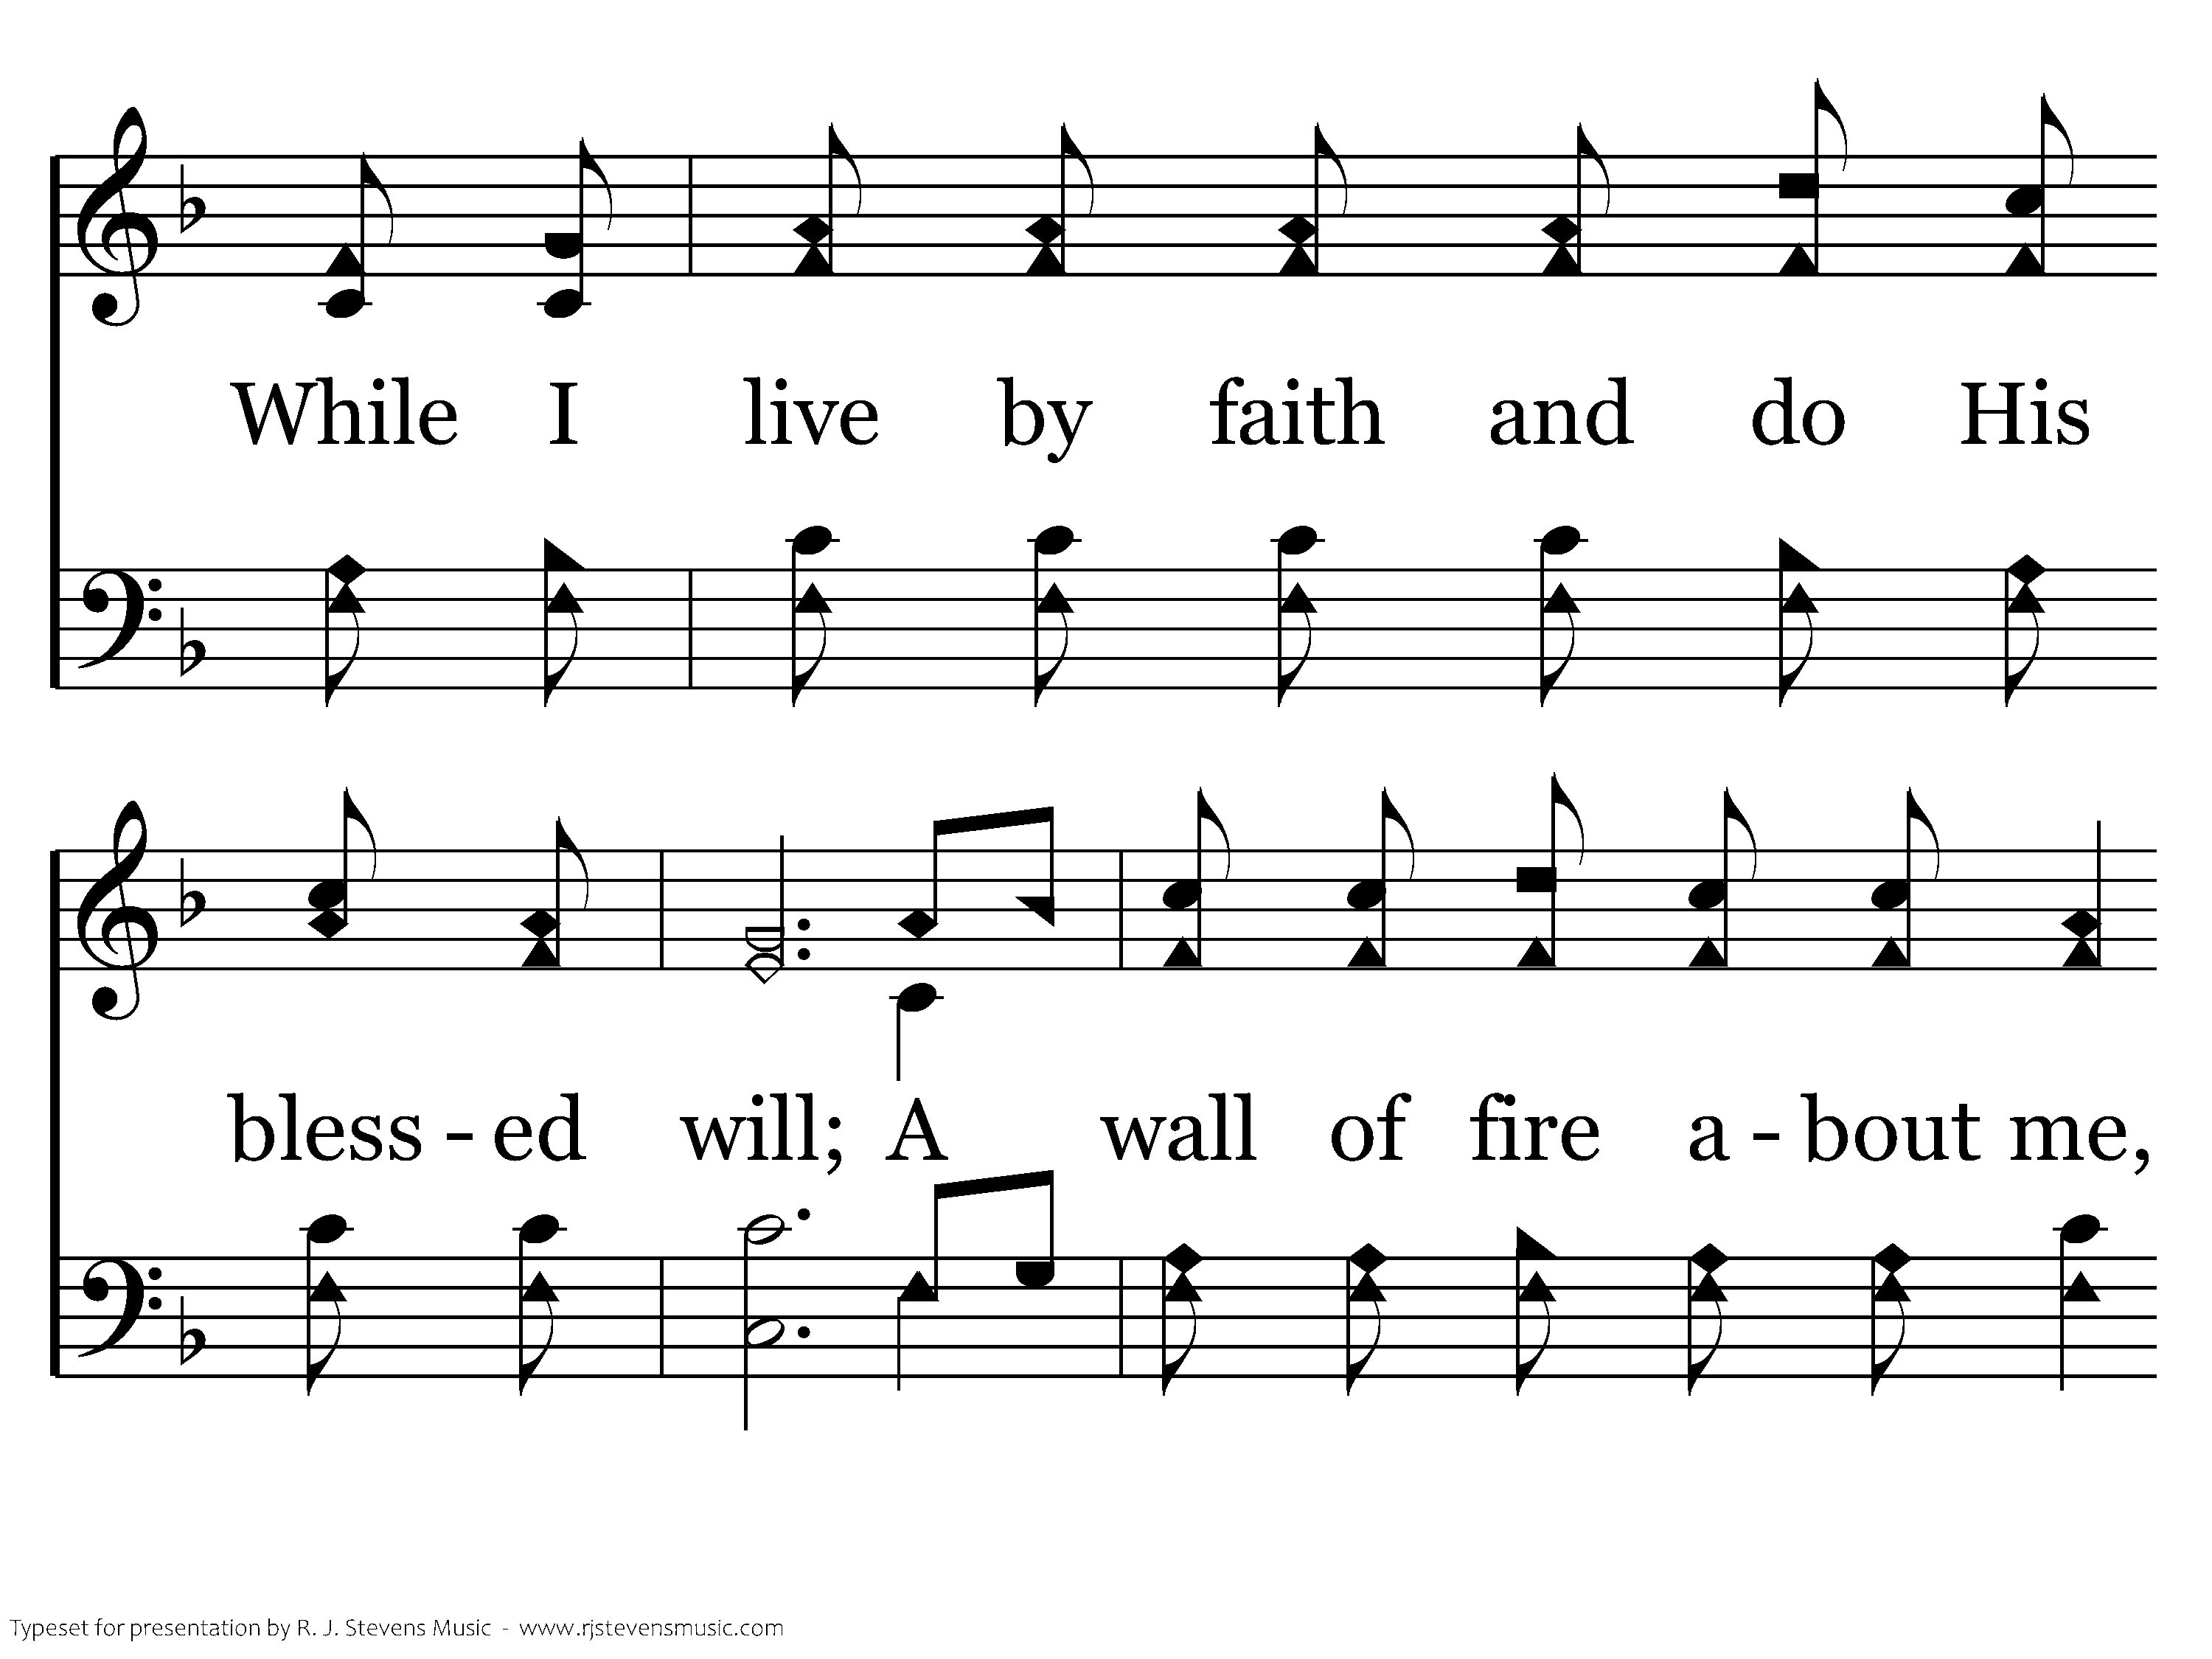 While I live by faith and do His
bless - ed will; A wall of fire a - bout me,
Typeset for presentation by R. J. Stevens Music - www.rjstevensmusic.com